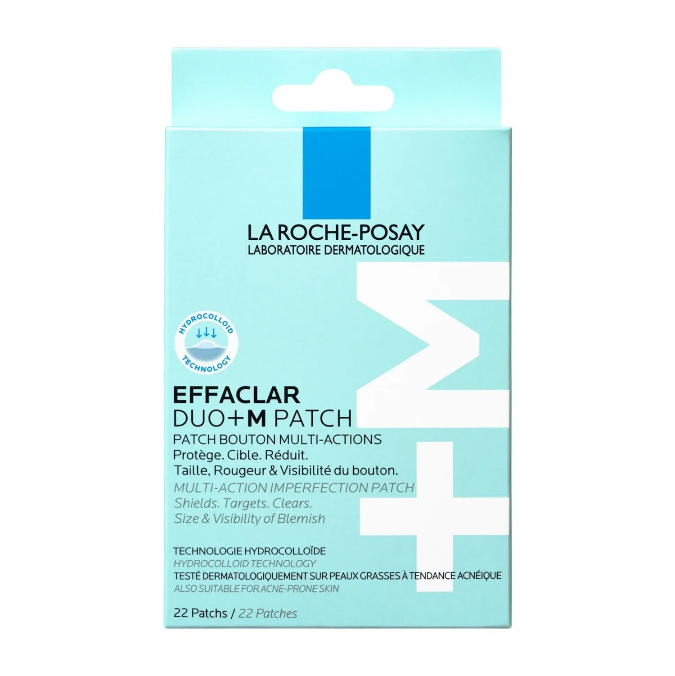 LA ROCHE-POSAY
LABORATOIRE DERMATOLOGIQUE
+M
HYDROCOLLOID
TECHNOLOGY
EFFACLAR
DUO+M PATCH
PATCH BOUTON MULTI-ACTIONS
Protège. Cible. Réduit.
Taille, Rougeur & Visibilité du bouton.
MULTI-ACTION IMPERFECTION PATCH
Shields. Targets. Clears.
Size & Visibility of Blemish
TECHNOLOGIE HYDROCOLLOÏDE
HYDROCOLLOID TECHNOLOGY
TESTÉ DERMATOLOGIQUEMENT SUR PEAUX GRASSES À TENDANCE ACNÉIQUE
ALSO SUITABLE FOR ACNE-PRONE SKIN
22 Patchs / 22 Patches